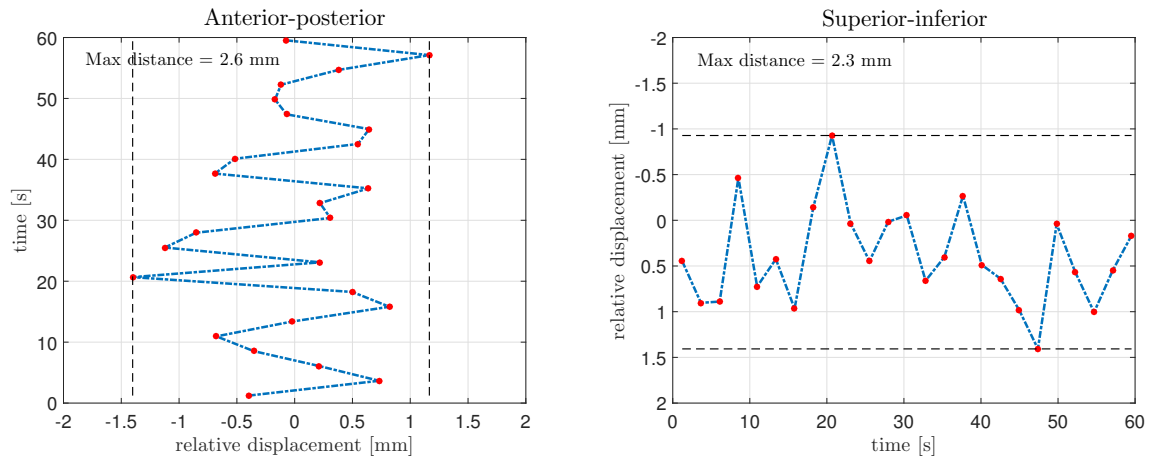 Anterior-posterior
Max distance = 2.6 mm
60
50
40
30
20
10
0
time [s]
-2 -1.5 -1 -0.5 0 0.5 1 1.5 2
relative displacement [mm]
Superior-inferior
Max distance = 2.3 mm
-2
-1.5
-1
-0.5
0
0.5
1
1.5
2
relative displacement [mm]
0 10 20 30 40 50 60
time [s]